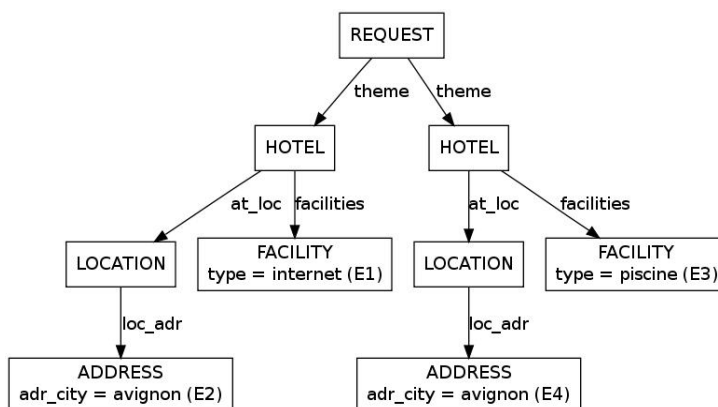 REQUEST
theme
theme
HOTEL
HOTEL
at_loc
facilities
at_loc
facilities
LOCATION
FACILITY
type = internet (E1)
LOCATION
FACILITY
type = piscine (E3)
loc_adr
loc_adr
ADDRESS
adr_city = avignon (E2)
ADDRESS
adr_city = avignon (E4)